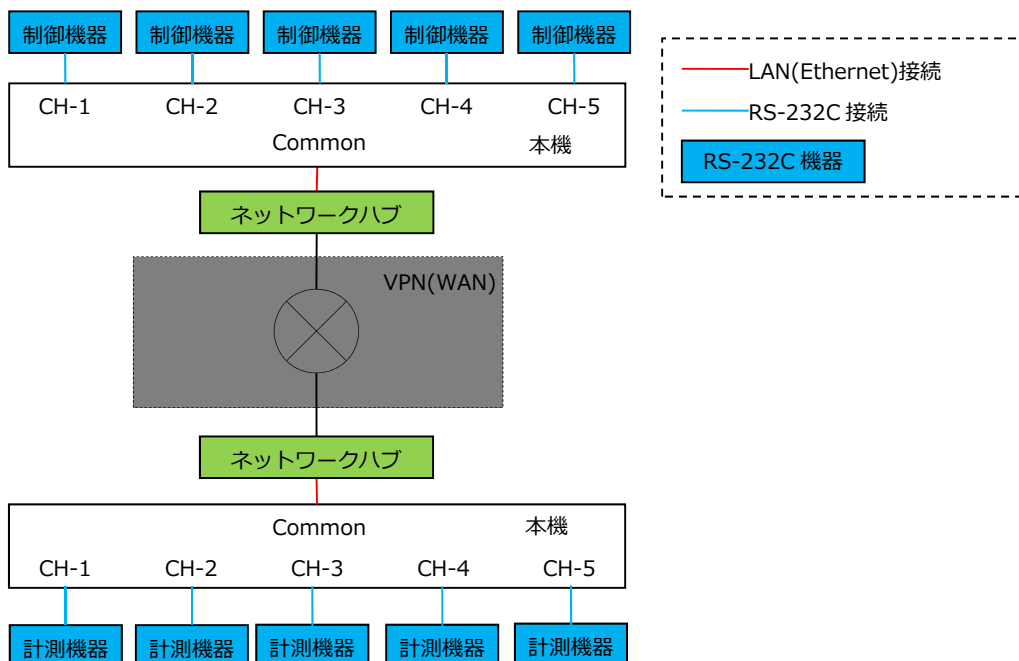 制御機器 制御機器 制御機器 制御機器 制御機器
CH-1 CH-2 CH-3 CH-4 CH-5
Common 本機
ネットワークハブ
VPN(WAN)
ネットワークハブ
Common 本機
CH-1 CH-2 CH-3 CH-4 CH-5
計測機器 計測機器 計測機器 計測機器 計測機器
LAN(Ethernet)接続
RS-232C 接続
RS-232C 機器